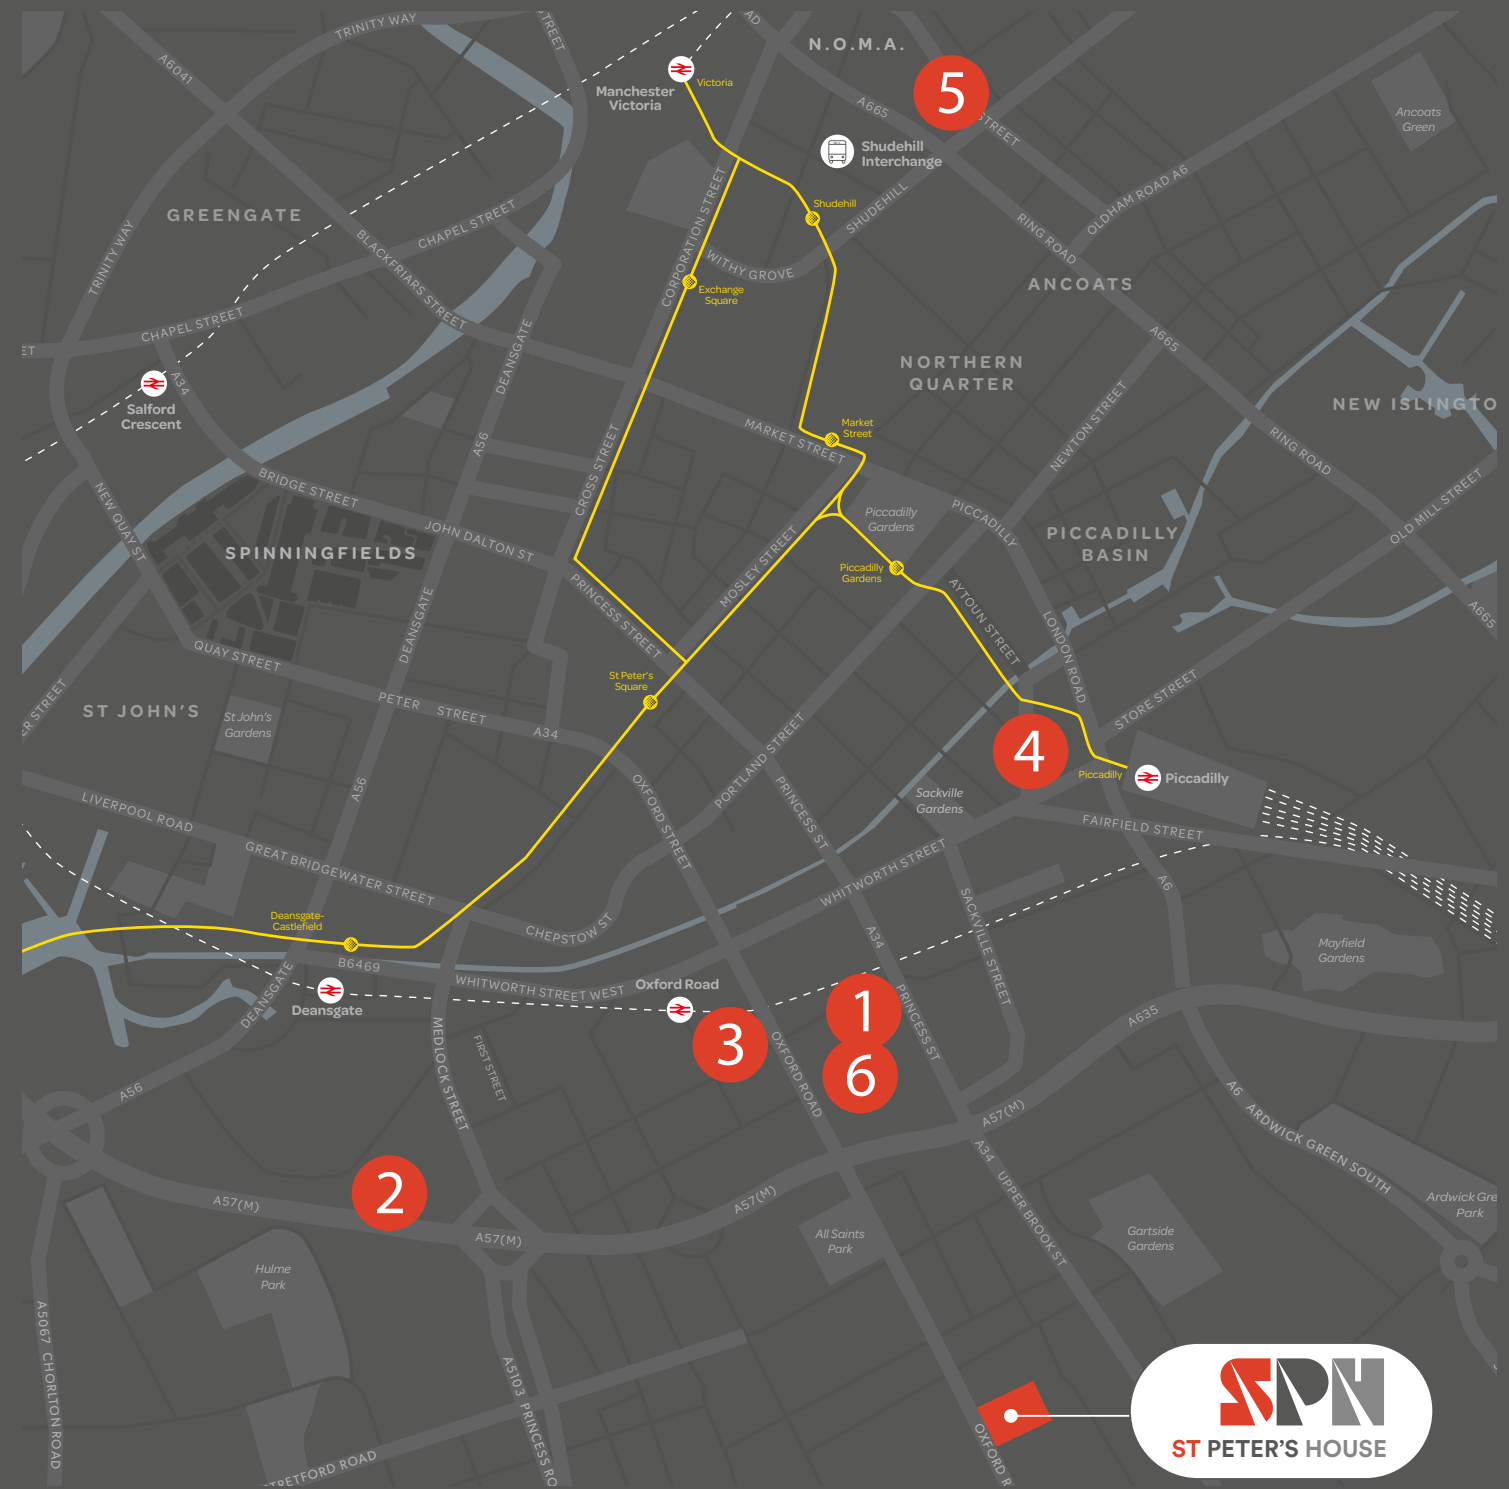 TRINITY WAY
STREET
AD
N.O.M.A.
A6041
Manchester
Victoria
Victoria
5
A665
STREET
Ancoats
Green
Shudehill
Interchange
OLDHAM ROAD A6
GREENGATE
CHAPEL STREET
CORPORATION STREET
Shudehill
SHUDEHILL
RING ROAD
TRINITY WAY
BLACKFRIARS STREET
WITHY GROVE
Exchange
Square
ANCOATS
CHAPEL STREET
ET
DEANSGATE
A665
NORTHERN
QUARTER
A34
Salford
Crescent
NEW ISLINGTO
NEWTON STREET
Market
Street
MARKET STREET
A56
CROSS STREET
RING ROAD
BRIDGE STREET
NEW QUAY ST
OLD MILL STREET
Piccadilly
Gardens
PICCADILLY
JOHN DALTON ST
PICCADILLY
BASIN
SPINNINGFIELDS
MOSLEY STREET
Piccadilly
Gardens
PRINCESS STREET
AYTOUN STREET
DEANSGATE
LONDON ROAD
A665
QUAY STREET
St Peter's
Square
ER STREET
ST JOHN'S
St John's
Gardens
PETER STREET
A34
STORE STREET
PORTLAND STREET
4
Piccadilly
Piccadilly
A56
OXFORD STREET
PRINCESS ST
Sackville
Gardens
LIVERPOOL ROAD
FAIRFIELD STREET
GREAT BRIDGEWATER STREET
WHITWORTH STREET
A6
SACKVILLE STREET
Deansgate-
Castlefield
CHEPSTOW ST
A34
Mayfield
Gardens
B6469
DEANSGATE
WHITWORTH STREET WEST
Oxford Road
Deansgate
1
PRINCESS ST
A635
3
MEDLOCK STREET
FIRST STREET
OXFORD ROAD
6
A56
A57(M)
A6
ARDWICK GREEN SOUTH
A34
UPPER BROOK ST
2
A57(M)
A57(M)
A57(M)
All Saints
Park
Gartside
Gardens
Ardwick Gre
Park
Hulme
Park
A5067 CHORLTON ROAD
A5103 PRINCESS RO
TRETFORD ROAD
OXFORD R
SPH
ST PETER'S HOUSE